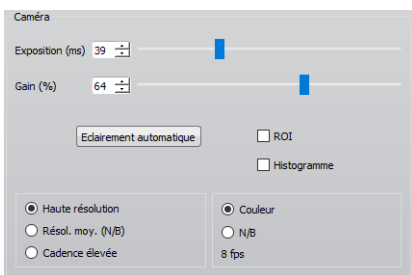 Caméra
Exposition (ms) 39
Gain (%) 64
Eclairement automatique ROI
Histogramme
Haute résolution Couleur
Résol. moy. (N/B) N/B
Cadence élevée 8 fps